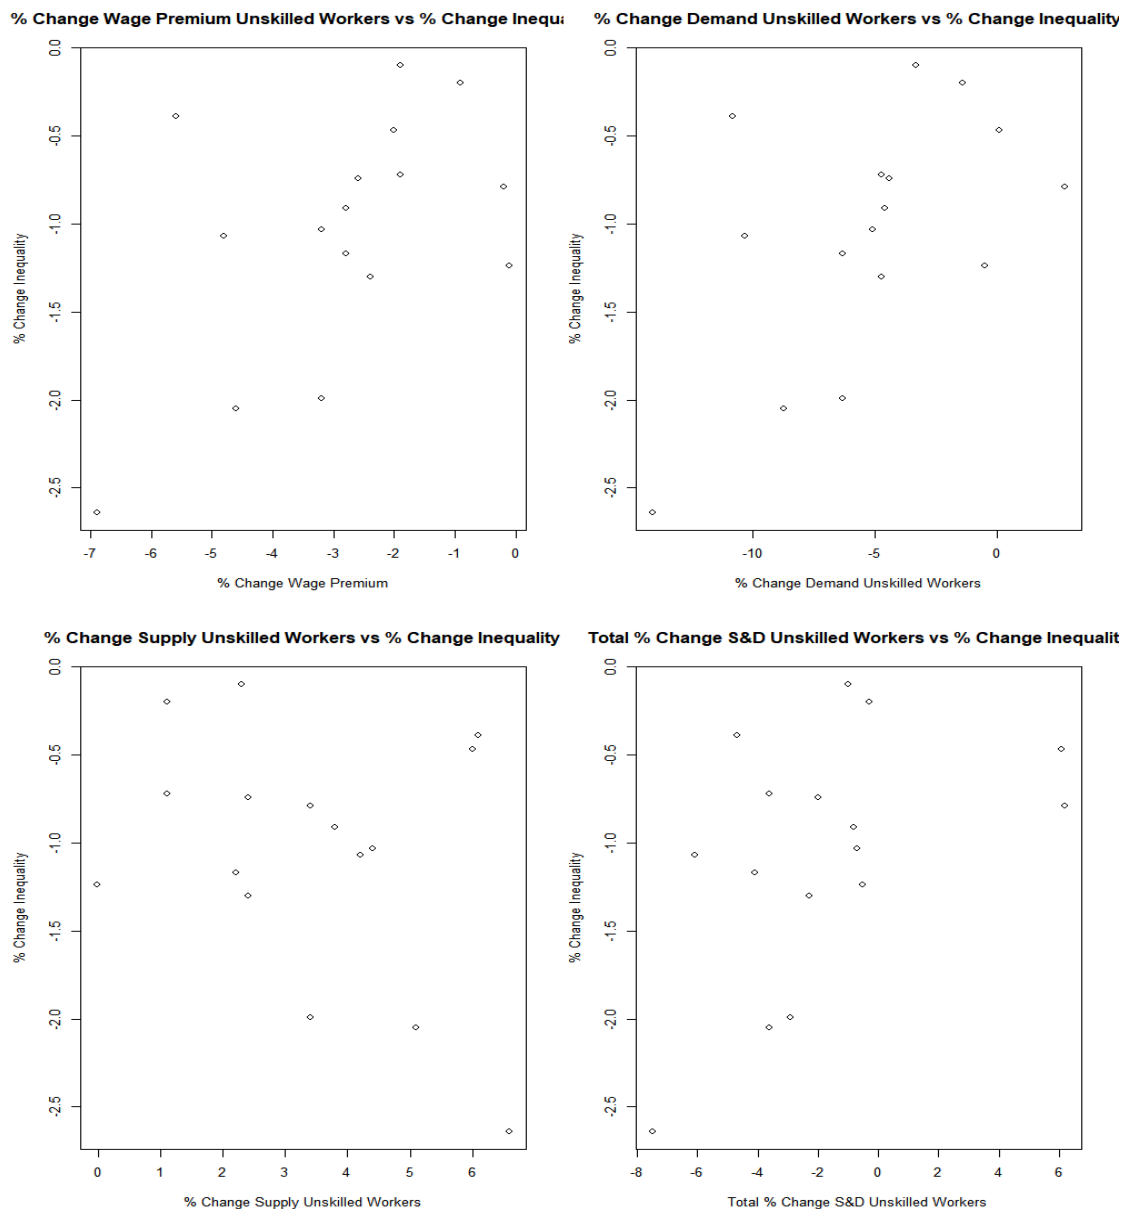 % Change Wage Premium Unskilled Workers vs % Change Inequa
0.0
-0.5
-1.0
-1.5
-2.0
-2.5
% Change Inequality
-7 -6 -5 -4 -3 -2 -1 0
% Change Wage Premium
% Change Demand Unskilled Workers vs % Change Inequality
0.0
-0.5
-1.0
-1.5
-2.0
-2.5
% Change Inequality
-10 -5 0
% Change Demand Unskilled Workers
% Change Supply Unskilled Workers vs % Change Inequality
0.0
-0.5
-1.0
-1.5
-2.0
-2.5
% Change Inequality
0 1 2 3 4 5 6
% Change Supply Unskilled Workers
Total % Change S&D Unskilled Workers vs % Change Inequalit
0.0
-0.5
-1.0
-1.5
-2.0
-2.5
% Change Inequality
-8 -6 -4 -2 0 2 4 6
Total % Change S&D Unskilled Workers